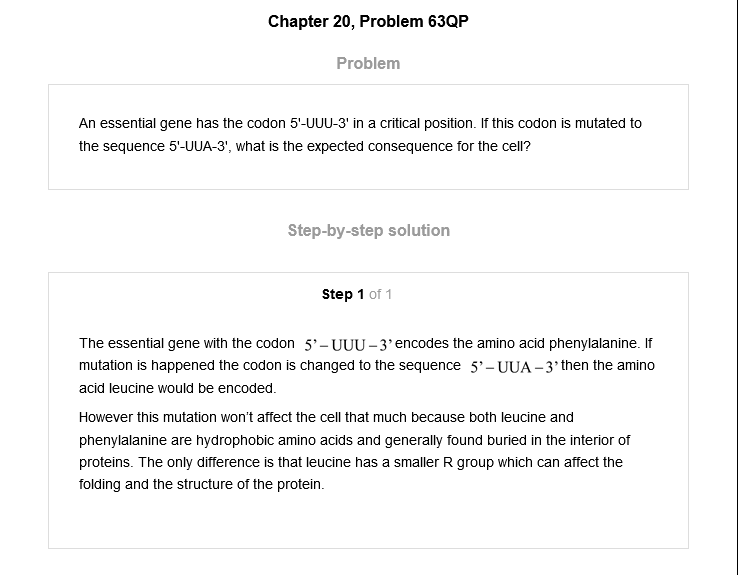 Chapter 20, Problem 63QP
Problem
An essential gene has the codon 5'-UUU-3' in a critical position. If this codon is mutated to
the sequence 5'-UUA-3', what is the expected consequence for the cell?
Step-by-step solution
Step 1 of 1
The essential gene with the codon 5’– UUU – 3’ encodes the amino acid phenylalanine. If
mutation is happened the codon is changed to the sequence 5’– UUA – 3’ then the amino
acid leucine would be encoded.
However this mutation won’t affect the cell that much because both leucine and
phenylalanine are hydrophobic amino acids and generally found buried in the interior of
proteins. The only difference is that leucine has a smaller R group which can affect the
folding and the structure of the protein.